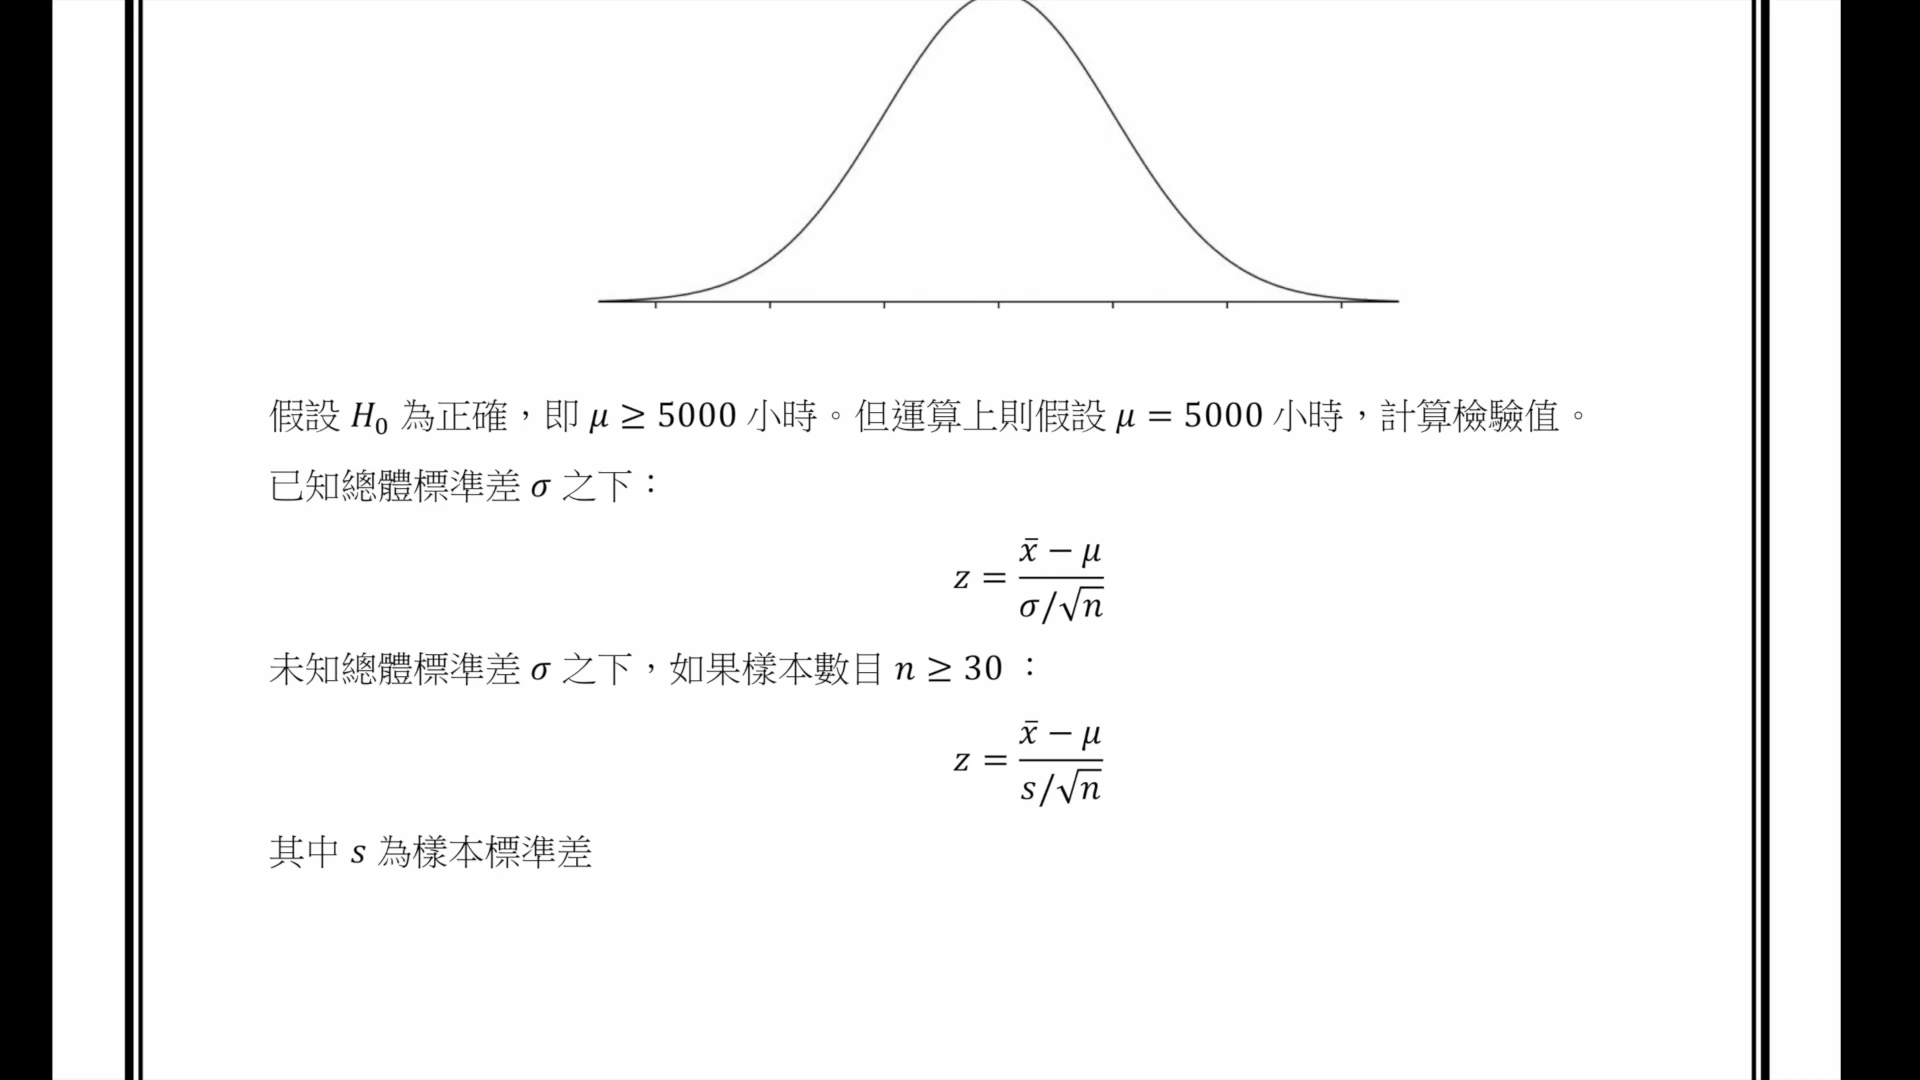 假設 H₀ 為正確，即 μ ≥ 5000 小時。但運算上則假設 μ = 5000 小時，計算檢驗值。
已知總體標準差 σ 之下：
z = (x̄ − μ) / (σ/√n)
未知總體標準差 σ 之下，如果樣本數目 n ≥ 30 ：
z = (x̄ − μ) / (s/√n)
其中 s 為樣本標準差